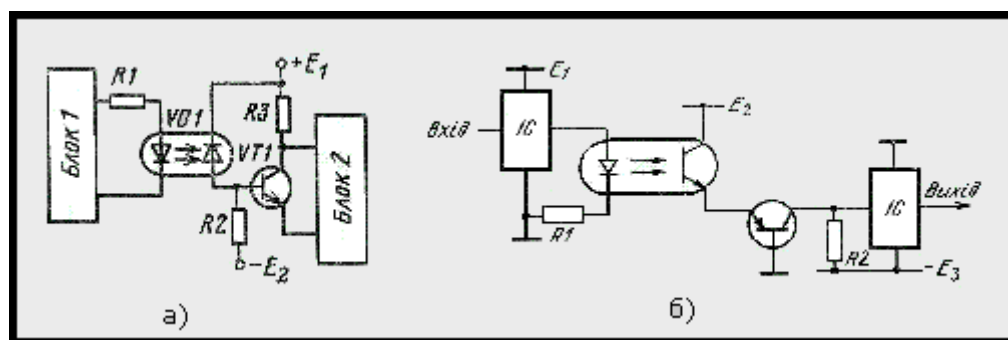 Блок 1
R1
VD1
+E1
R3
VT1
R2
-E2
Блок 2
а)
E1
Вхід
IC
R1
E2
IC
Выхід
R2
-E3
б)